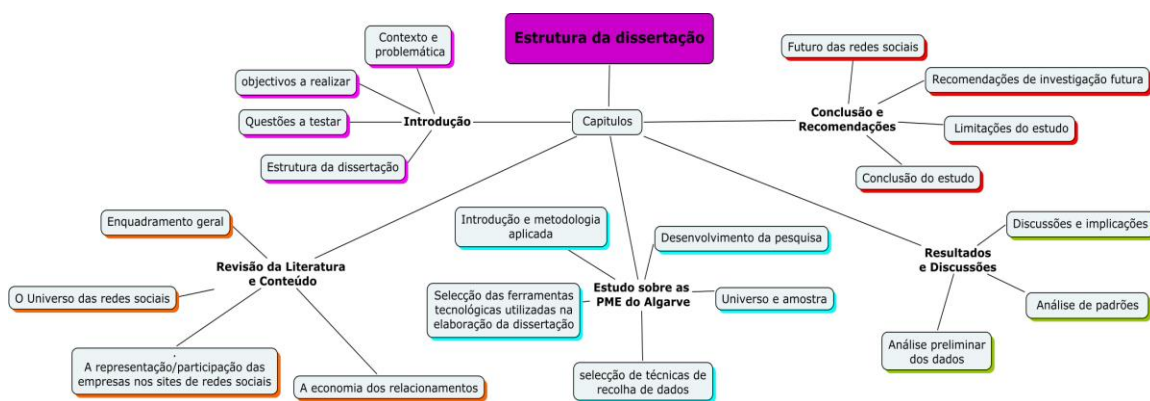 Estrutura da dissertação
Capitulos
Introdução
Contexto e
problemática
objectivos a realizar
Questões a testar
Estrutura da dissertação
Conclusão e
Recomendações
Futuro das redes sociais
Recomendações de investigação futura
Limitações do estudo
Conclusão do estudo
Revisão da Literatura
e Conteúdo
Enquadramento geral
O Universo das redes sociais
.
A representação/participação das
empresas nos sites de redes sociais
A economia dos relacionamentos
Estudo sobre as
PME do Algarve
Introdução e metodologia
aplicada
Desenvolvimento da pesquisa
Selecção das ferramentas
tecnológicas utilizadas na
elaboração da dissertação
Universo e amostra
selecção de técnicas de
recolha de dados
Resultados
e Discussões
Discussões e implicações
Análise de padrões
Análise preliminar
dos dados